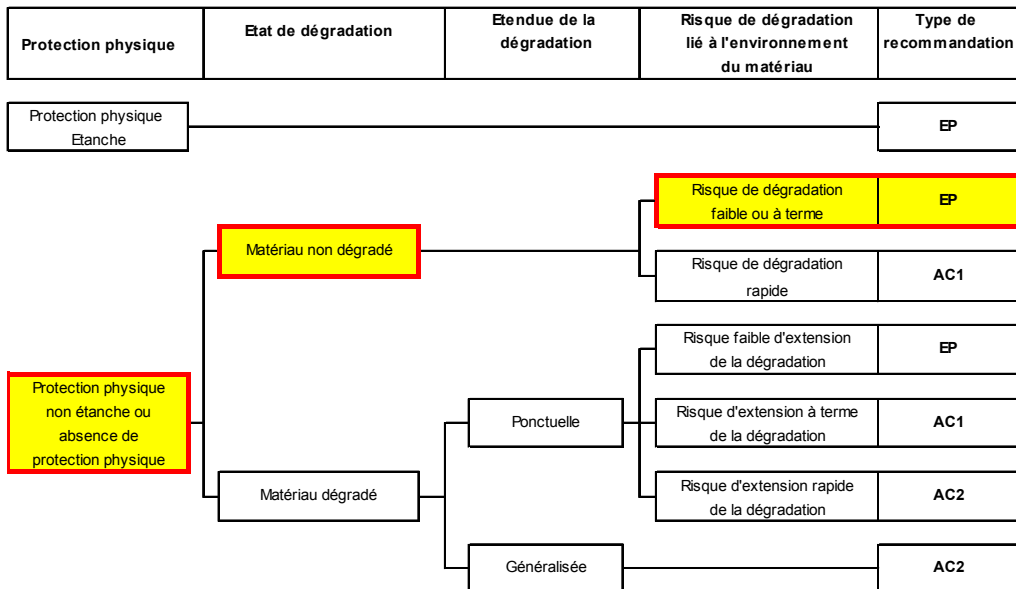 Protection physique
Etat de dégradation
Etendue de la
dégradation
Risque de dégradation
lié à l'environnement
du matériau
Type de
recommandation
Protection physique
Etanche
EP
Risque de dégradation
faible ou à terme
EP
Matériau non dégradé
Risque de dégradation
rapide
AC1
Risque faible d'extension
de la dégradation
EP
Protection physique
non étanche ou
absence de
protection physique
Ponctuelle
Risque d'extension à terme
de la dégradation
AC1
Matériau dégradé
Risque d'extension rapide
de la dégradation
AC2
Généralisée
AC2